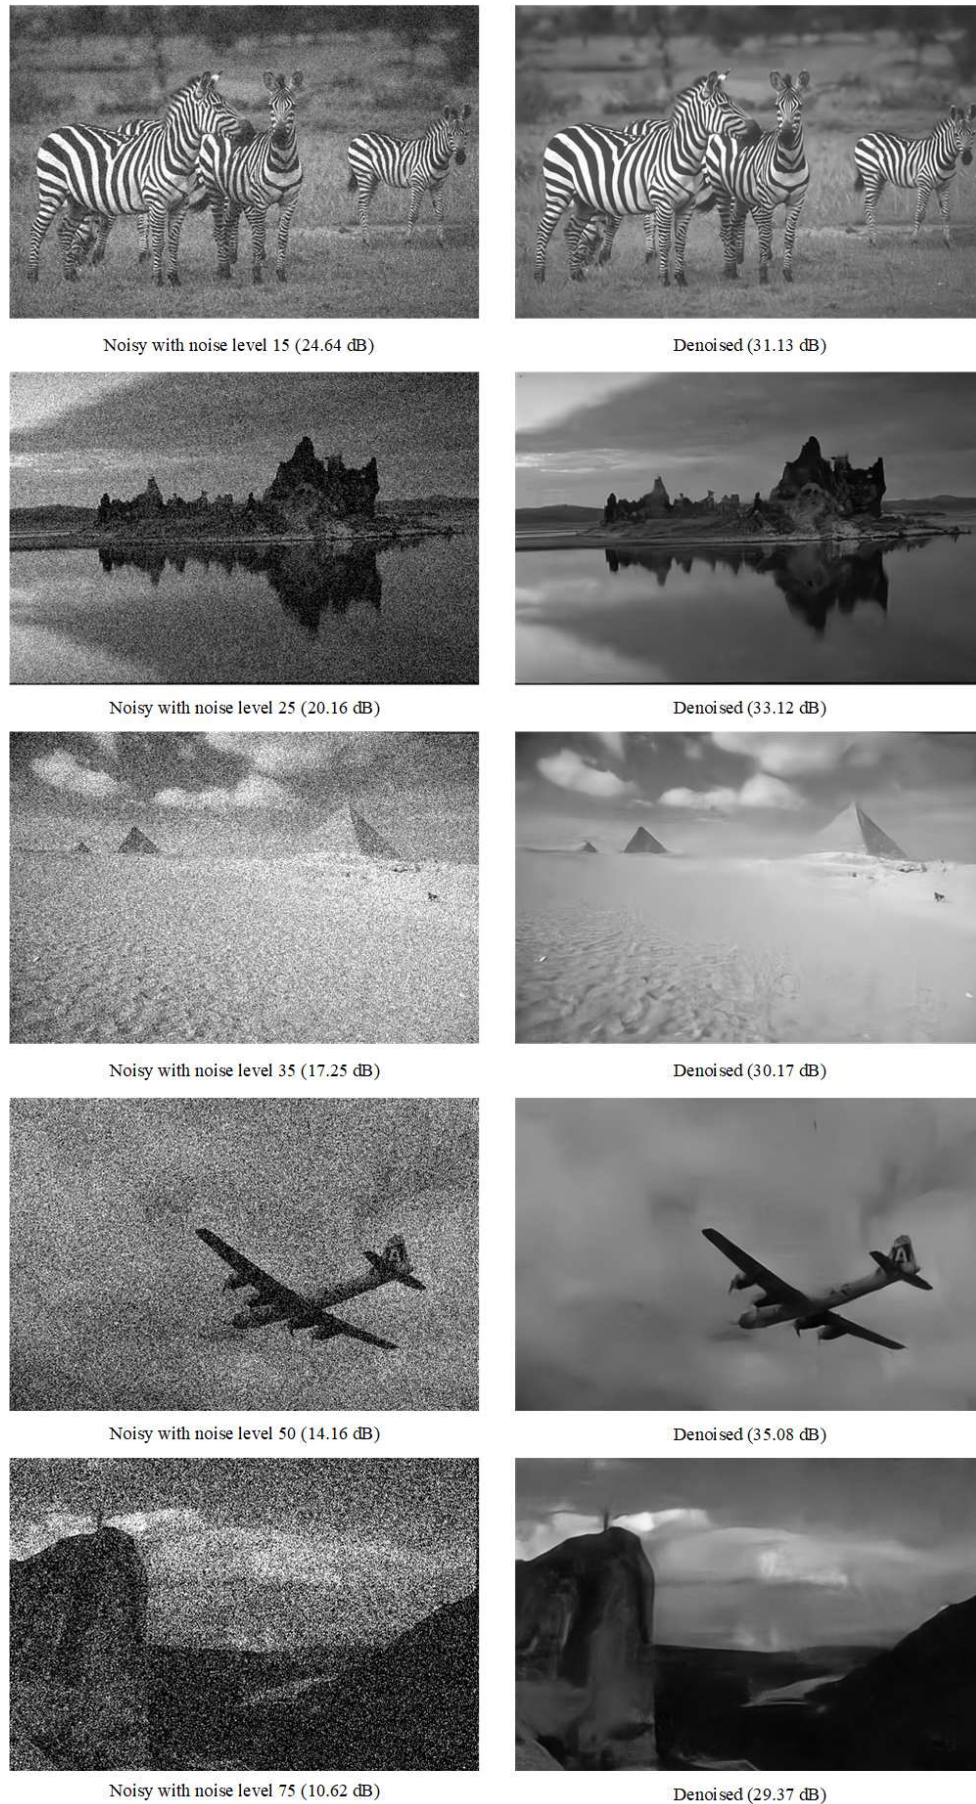 Noisy with noise level 15 (24.64 dB)
Denoised (31.13 dB)
Noisy with noise level 25 (20.16 dB)
Denoised (33.12 dB)
Noisy with noise level 35 (17.25 dB)
Denoised (30.17 dB)
A
A
Noisy with noise level 50 (14.16 dB)
Denoised (35.08 dB)
Noisy with noise level 75 (10.62 dB)
Denoised (29.37 dB)